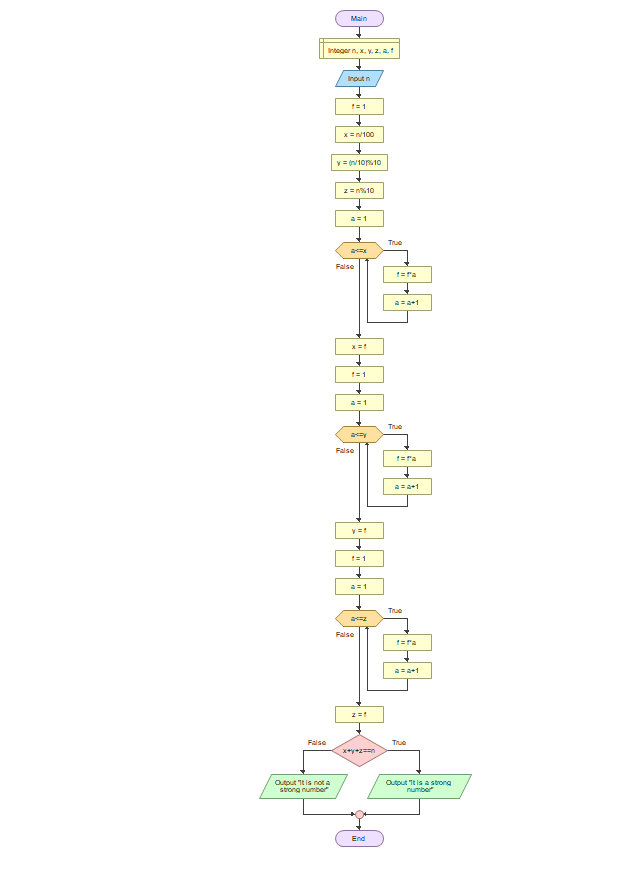 Main
Integer n, x, y, z, a, f
Input n
f = 1
x = n/100
y = (n/10)%10
z = n%10
a = 1
a<=x
True
False
f = f*a
a = a+1
x = f
f = 1
a = 1
a<=y
True
False
f = f*a
a = a+1
y = f
f = 1
a = 1
a<=z
True
False
f = f*a
a = a+1
z = f
False
True
x+y+z==n
Output "It is not a
strong number"
Output "It is a strong
number"
End